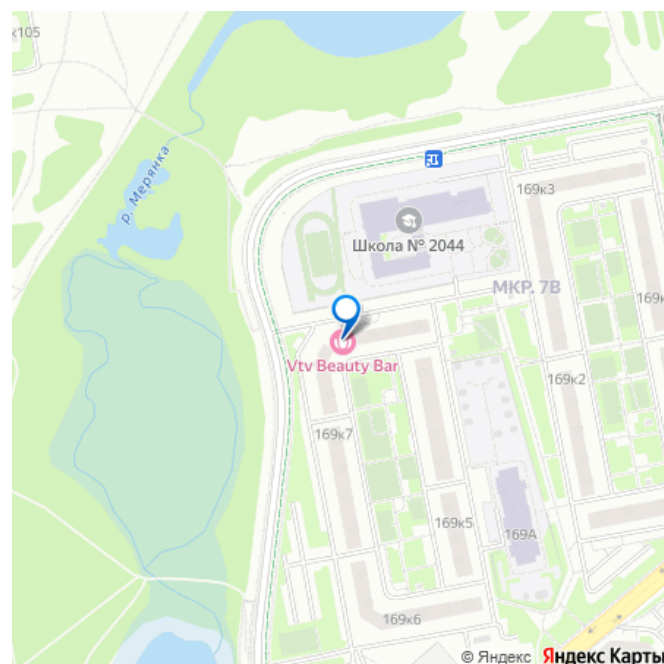 к105
р. Мерянка
169к3
Школа № 2044
МКР. 7В
169к
Vtv Beauty Bar
169к2
169к7
169к5
169А
169к6
© Яндекс Яндекс Карты